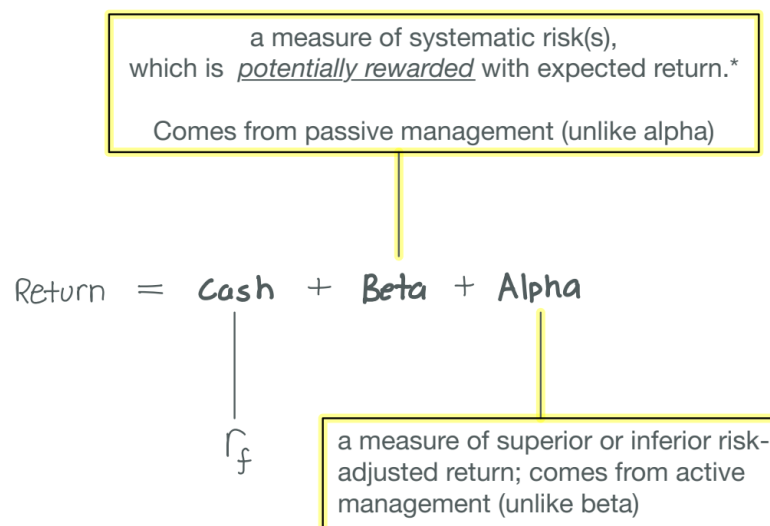 a measure of systematic risk(s),
which is potentially rewarded with expected return.*
Comes from passive management (unlike alpha)
Return = Cash + Beta + Alpha
rf
a measure of superior or inferior risk-
adjusted return; comes from active
management (unlike beta)